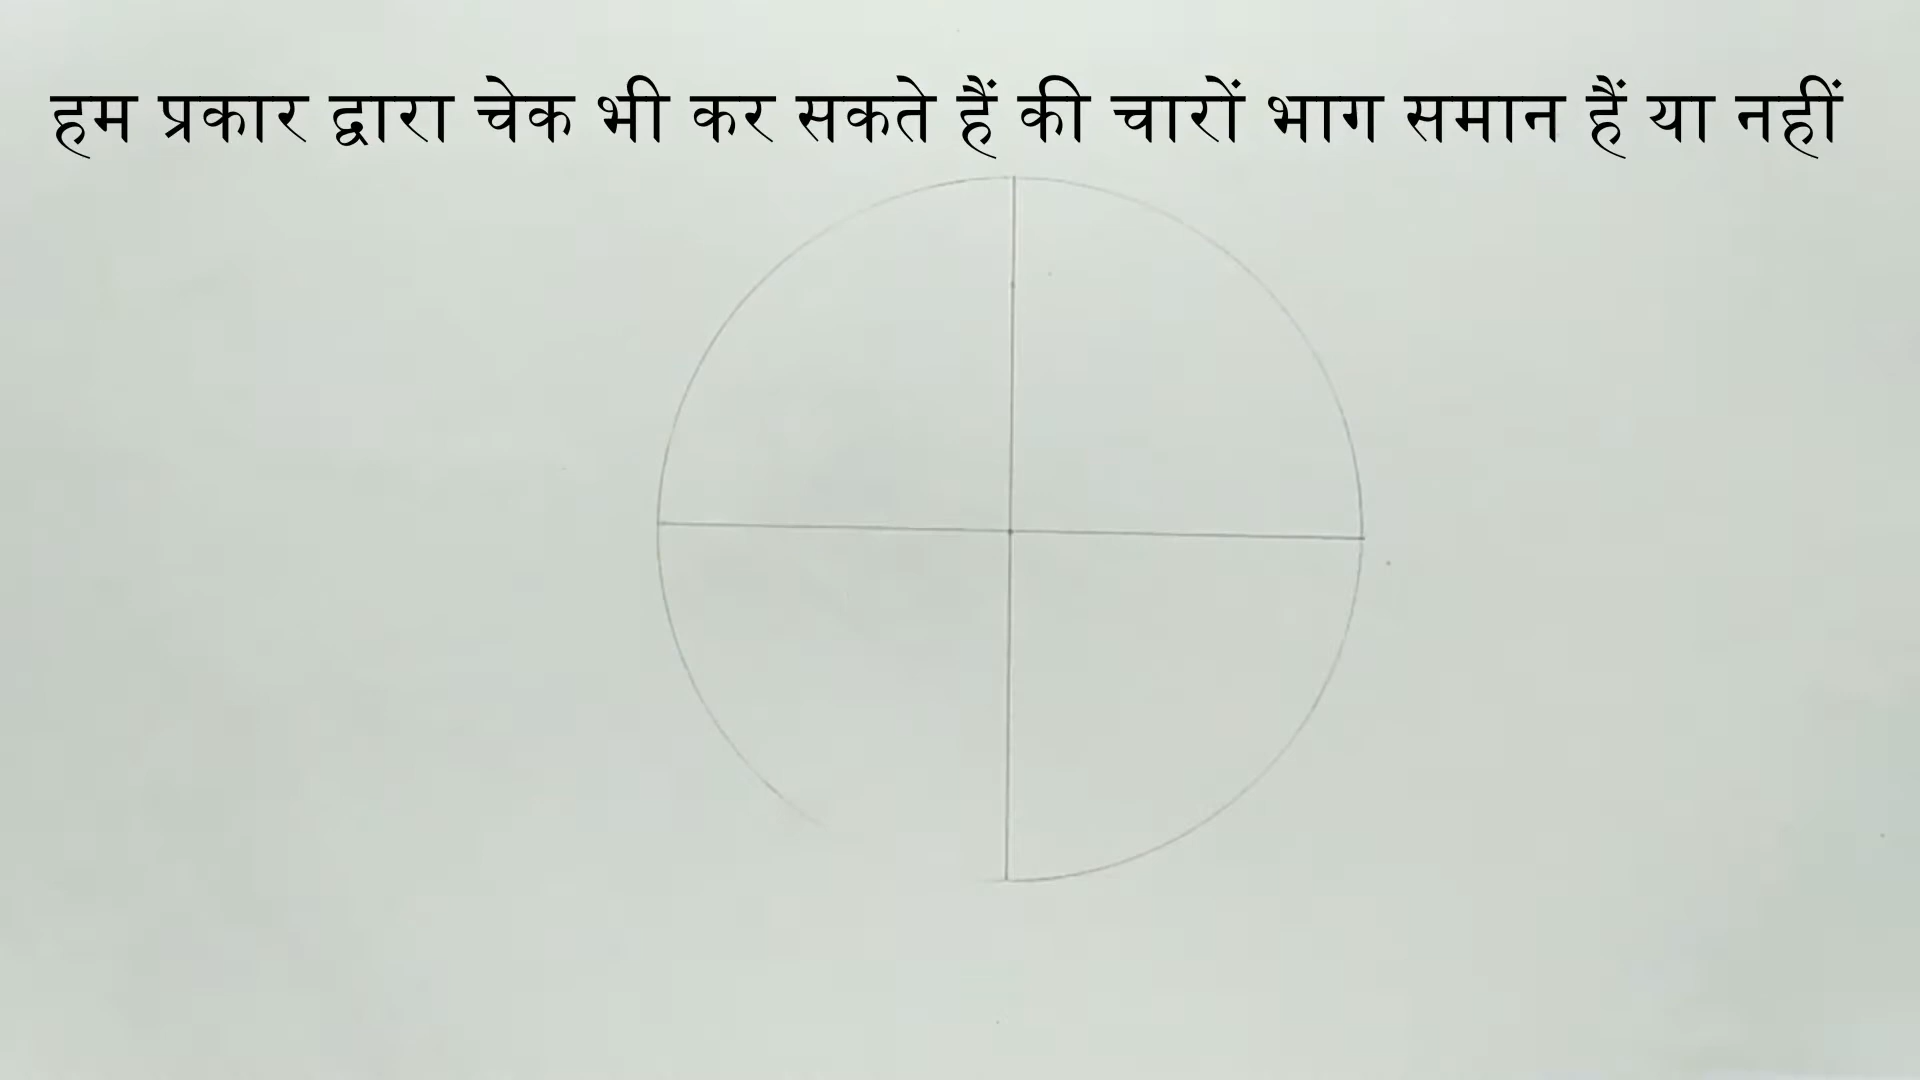 हम प्रकार द्वारा चेक भी कर सकते हैं की चारों भाग समान हैं या नहीं